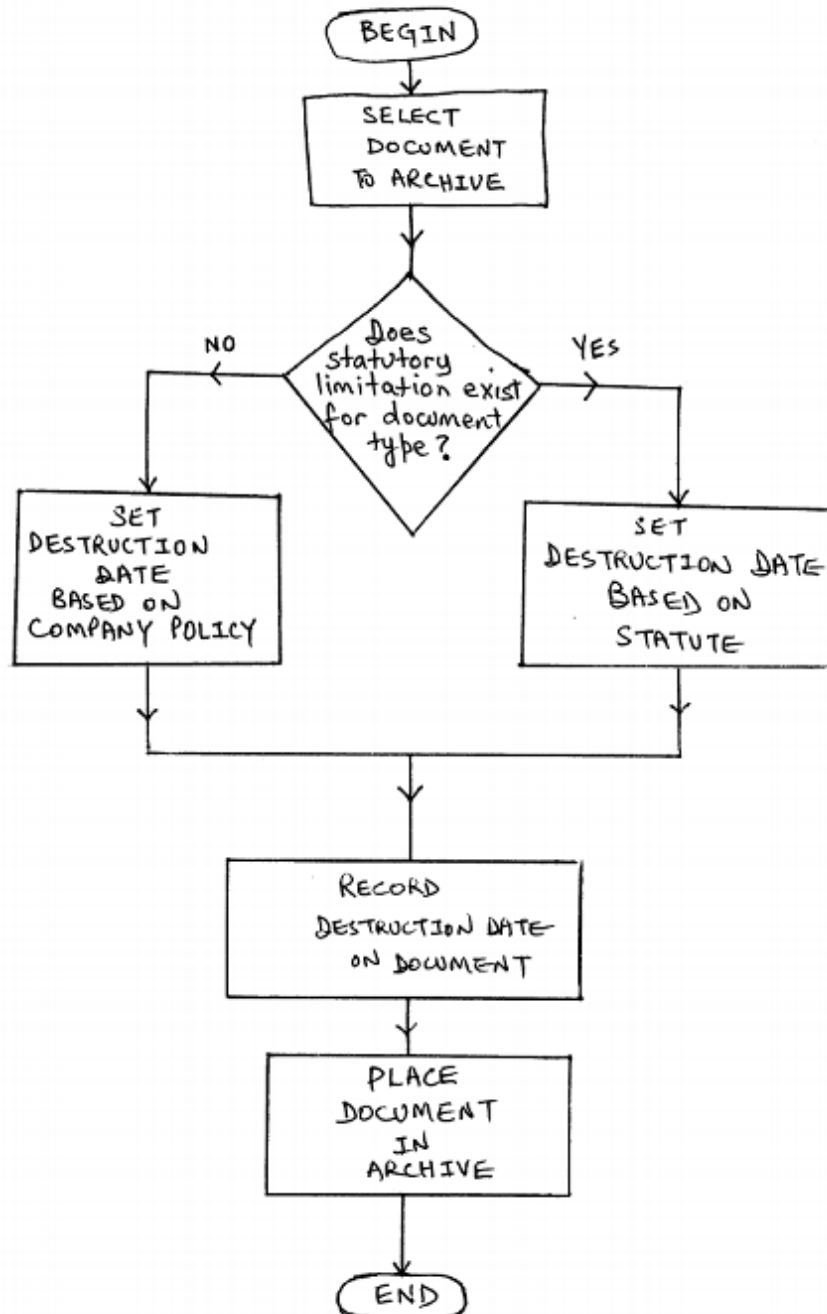 BEGIN
SELECT
DOCUMENT
TO ARCHIVE
Does
statutory
limitation exist
for document
type?
NO
YES
SET
DESTRUCTION
DATE
BASED ON
COMPANY POLICY
SET
DESTRUCTION DATE
BASED ON
STATUTE
RECORD
DESTRUCTION DATE
ON DOCUMENT
PLACE
DOCUMENT
IN
ARCHIVE
END